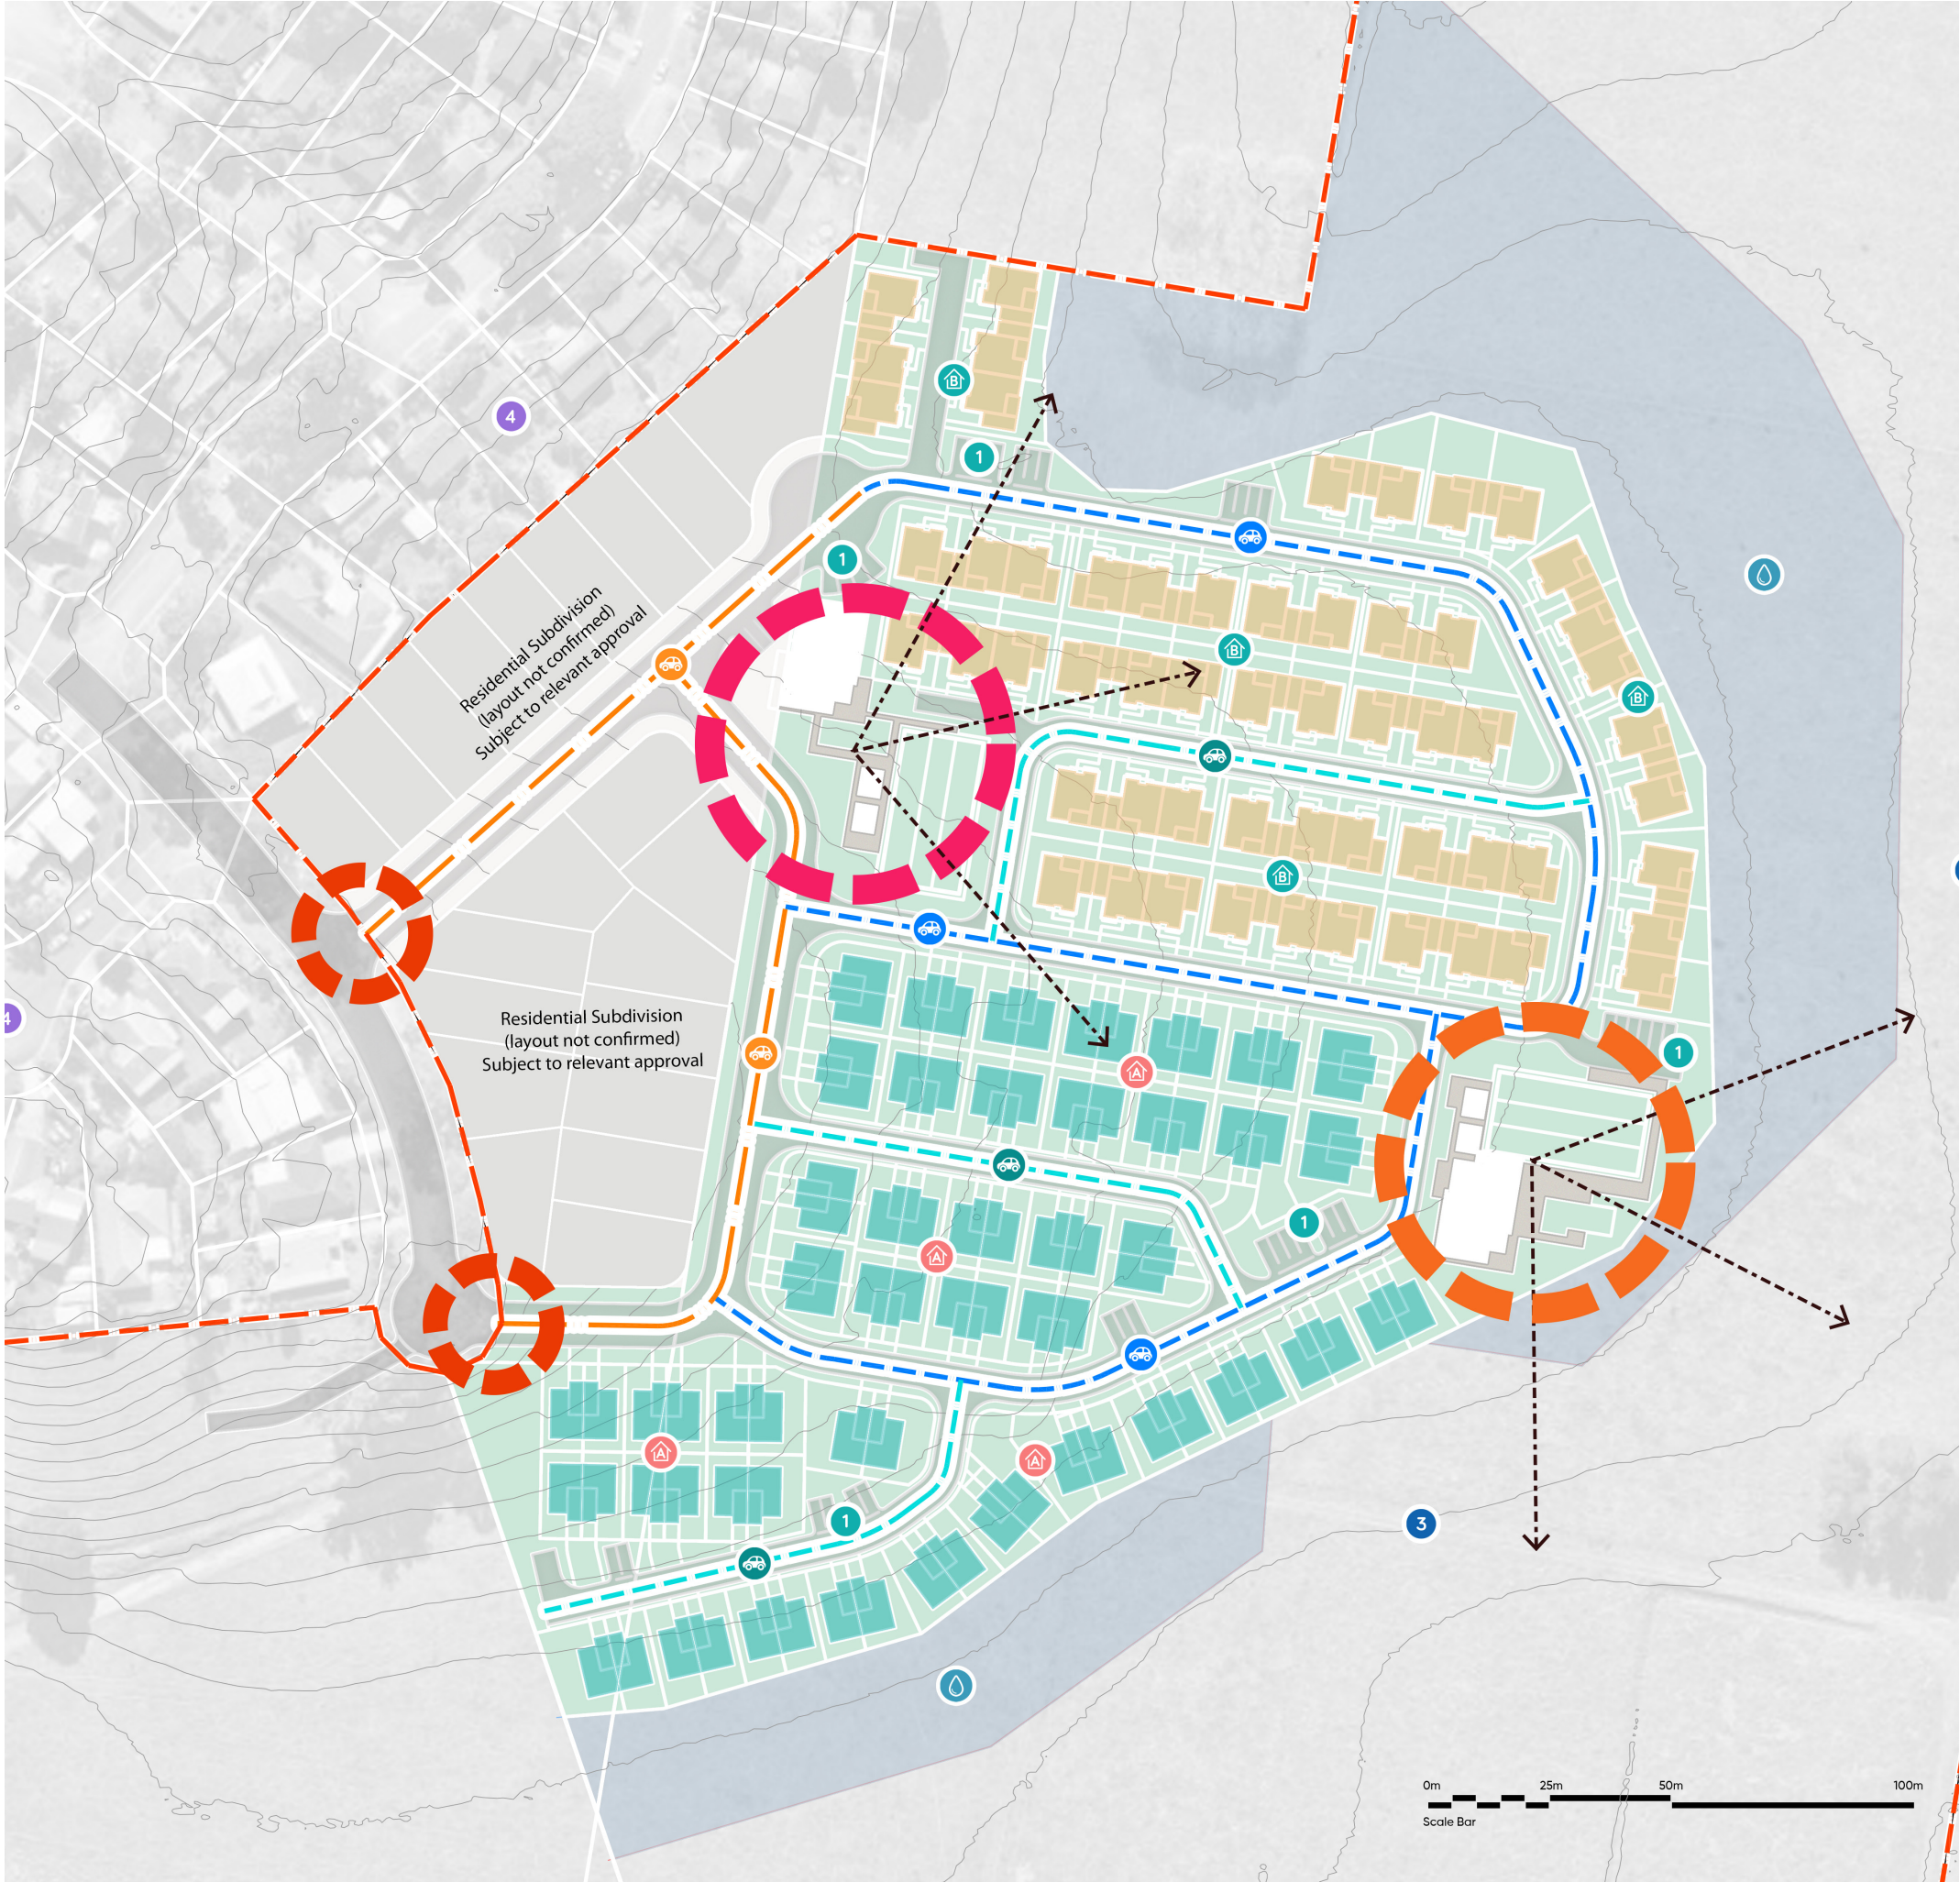 B
4
1
1
Residential Subdivision
(layout not confirmed)
Subject to relevant approval
B
B
B
4
Residential Subdivision
(layout not confirmed)
Subject to relevant approval
A
1
1
A
A
A
1
3
0m 25m 50m 100m
Scale Bar